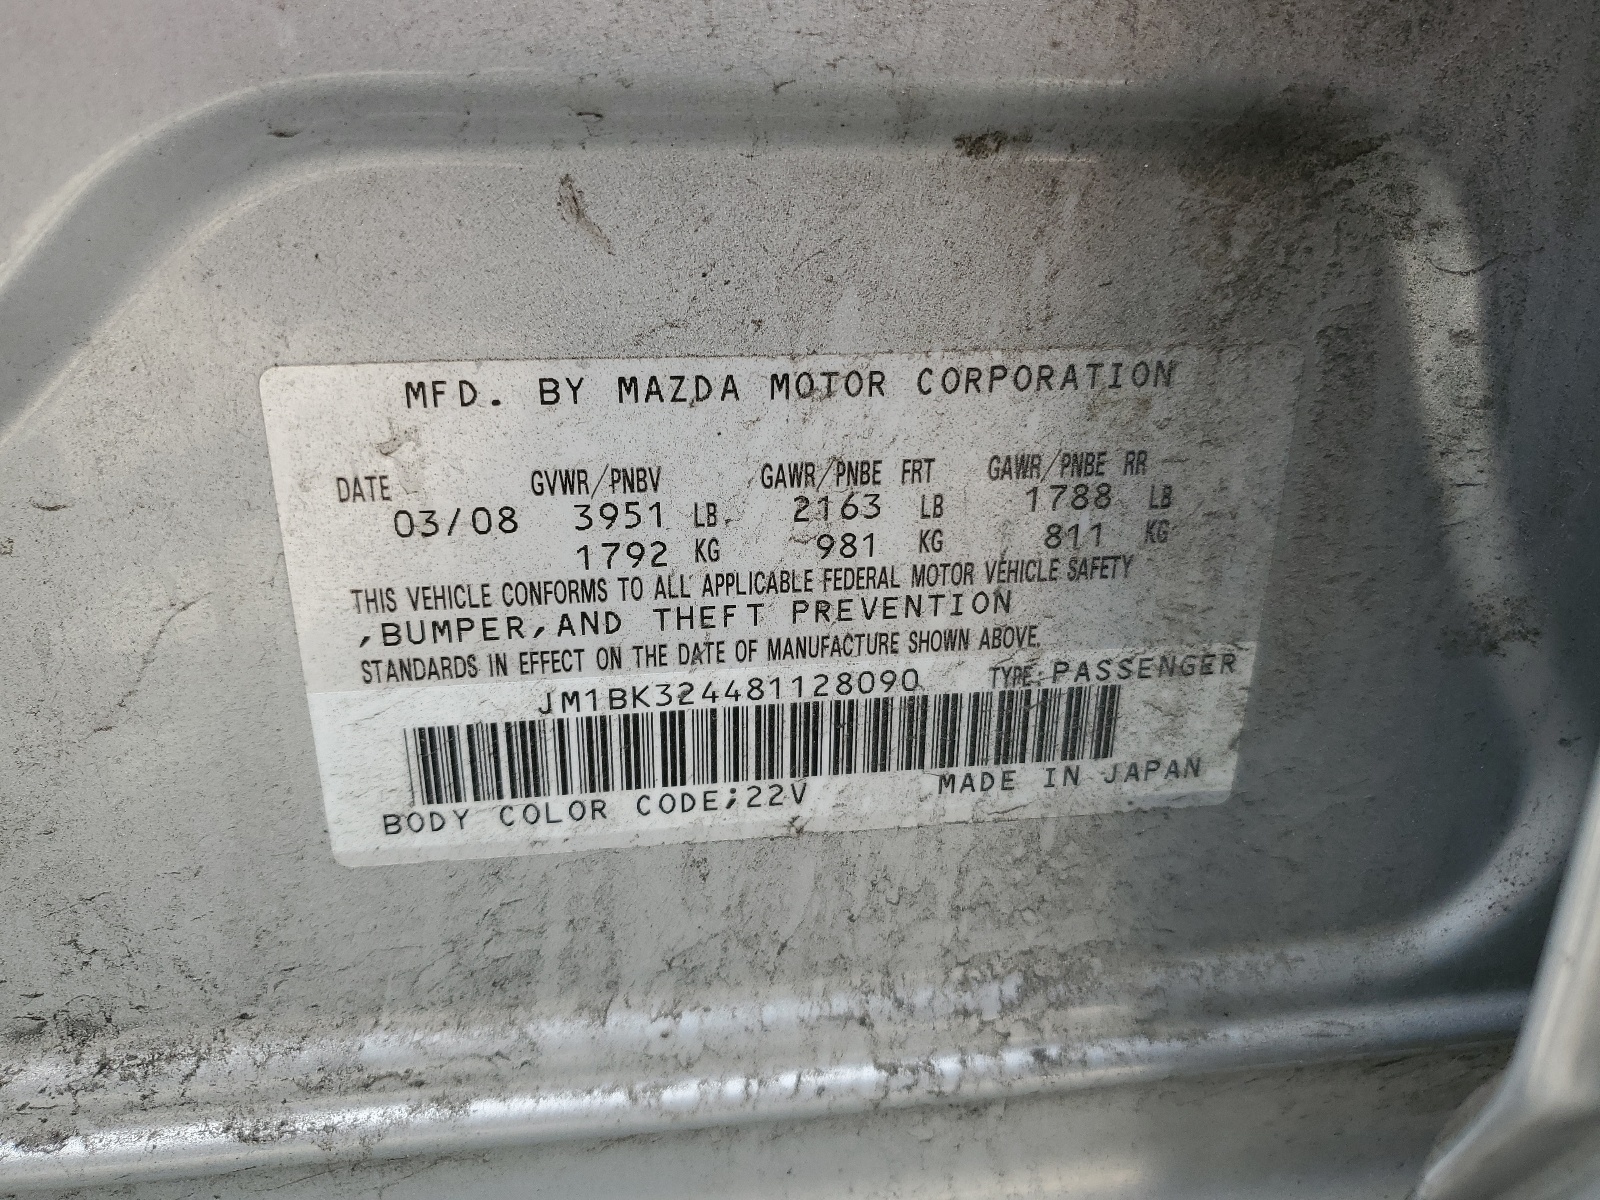 MFD. BY MAZDA MOTOR CORPORATION
DATE GVWR/PNBV GAWR/PNBE FRT GAWR/PNBE RR
03/08 3951 LB 2163 LB 1788 LB
1792 KG 981 KG 811 KG
THIS VEHICLE CONFORMS TO ALL APPLICABLE FEDERAL MOTOR VEHICLE SAFETY
,BUMPER,AND THEFT PREVENTION
STANDARDS IN EFFECT ON THE DATE OF MANUFACTURE SHOWN ABOVE.
JM1BK324481128090 TYPE:PASSENGER
BODY COLOR CODE;22V MADE IN JAPAN